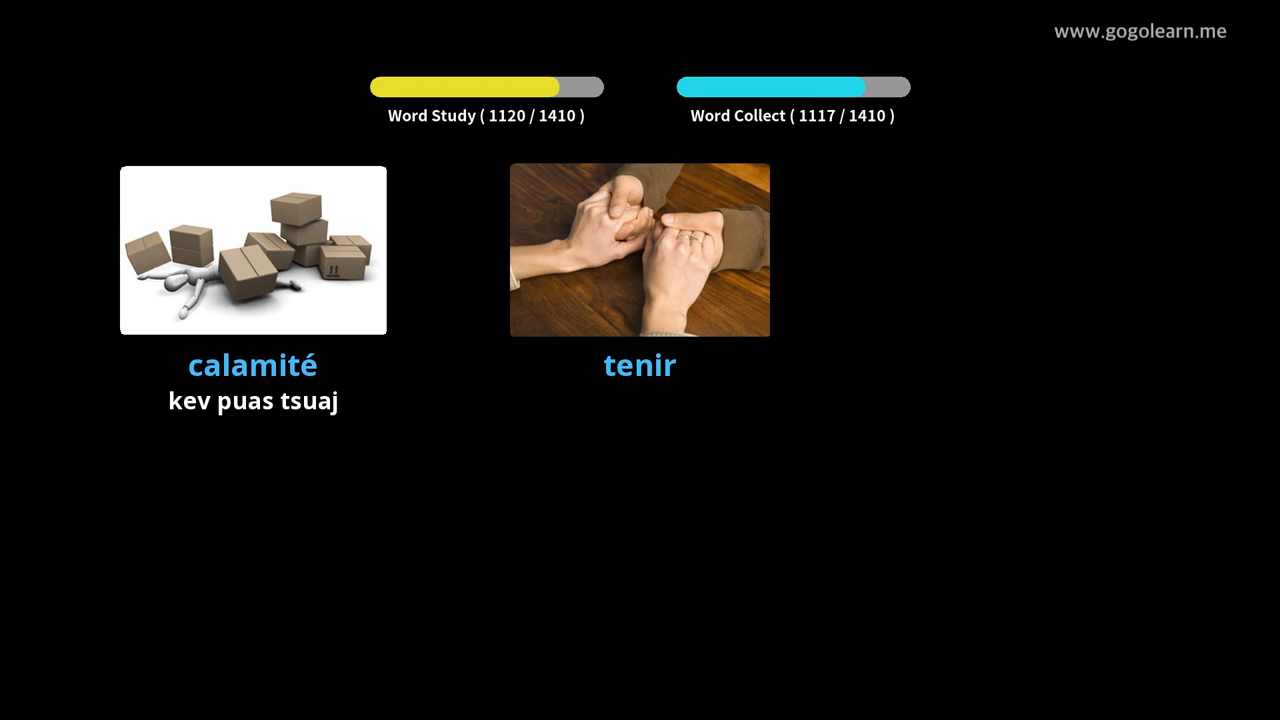 www.gogolearn.me
Word Study ( 1120 / 1410 )
Word Collect ( 1117 / 1410 )
calamité
kev puas tsuaj
tenir